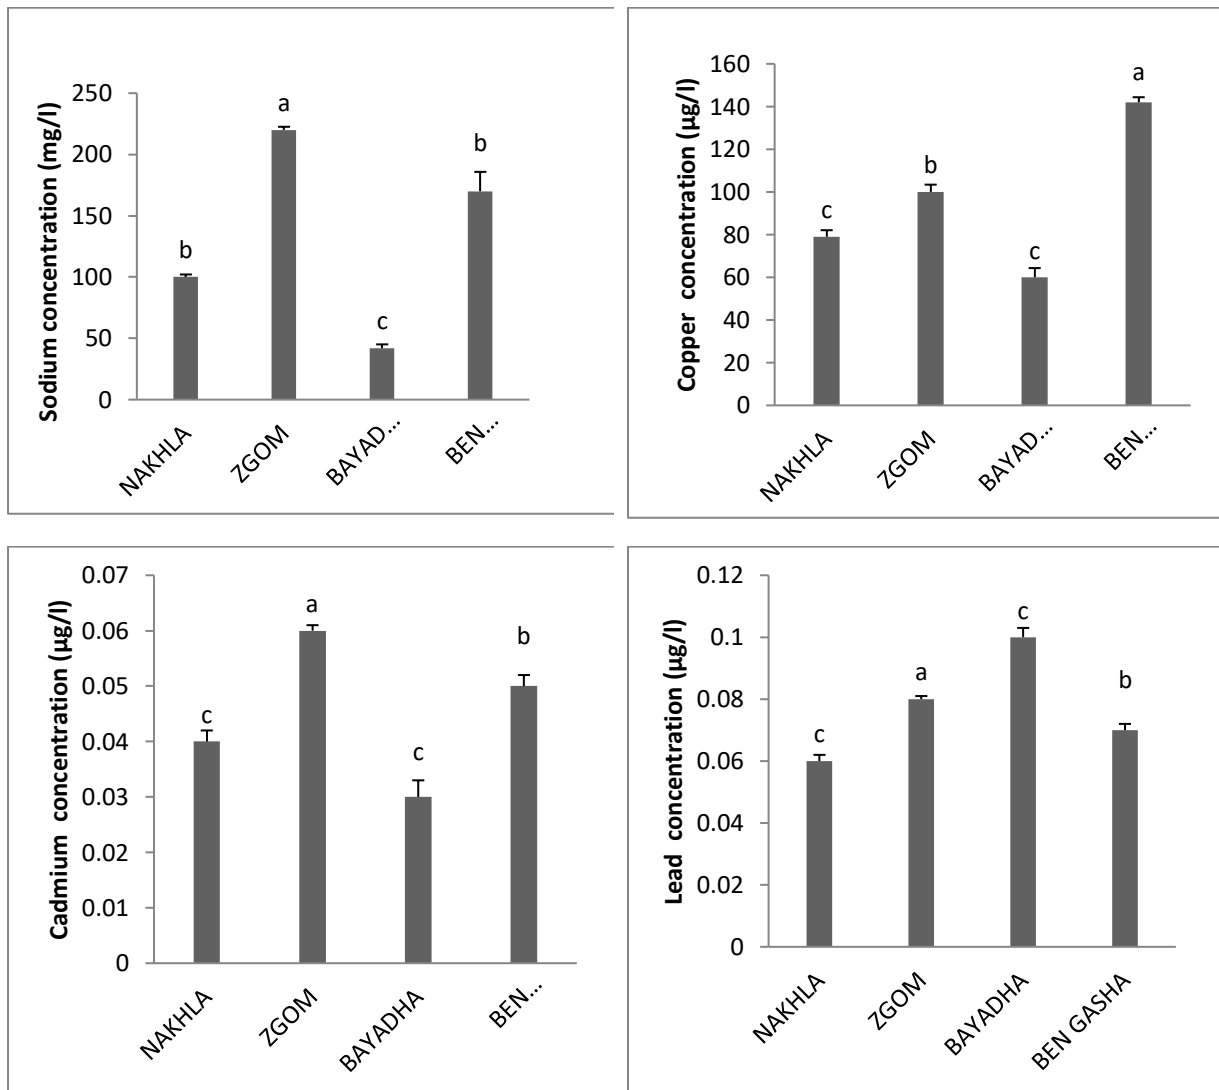 Sodium concentration (mg/l)
250
200
150
100
50
0
b
a
c
b
NAKHLA
ZGOM
BAYAD...
BEN...
Copper concentration (µg/l)
160
140
120
100
80
60
40
20
0
c
b
c
a
NAKHLA
ZGOM
BAYAD...
BEN...
Cadmium concentration (µg/l)
0.07
0.06
0.05
0.04
0.03
0.02
0.01
0
c
a
c
b
NAKHLA
ZGOM
BAYADHA
BEN...
Lead concentration (µg/l)
0.12
0.1
0.08
0.06
0.04
0.02
0
c
a
c
b
NAKHLA
ZGOM
BAYADHA
BEN GASHA